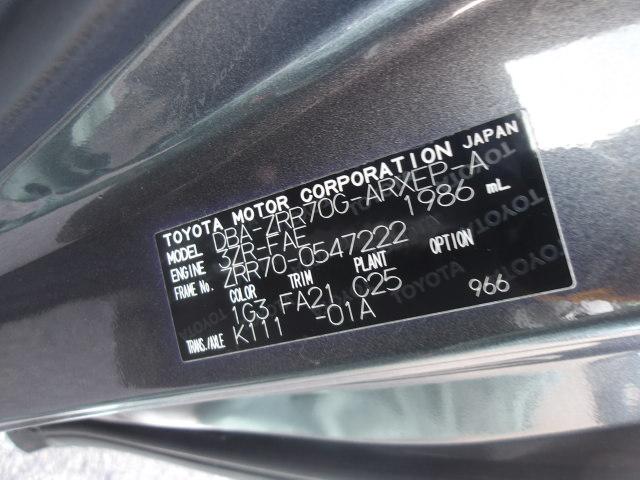 TOYOTA MOTOR CORPORATION JAPAN
MODEL DBA-ZRR70G-ARXEP-A
ENGINE 3ZR-FAE 1986 mL
FRAME No. ZRR70-0547222
COLOR TRIM PLANT OPTION
1G3 FA21 C25
TRANS./AXLE K111 -01A 966